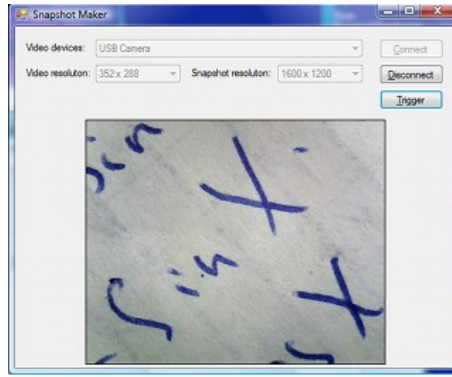 Snapshot Maker
Video devices: USB Camera Connect
Video resoluton: 352 x 288 Snapshot resoluton: 1600 x 1200 Disconnect
Trigger
sin x
sin x